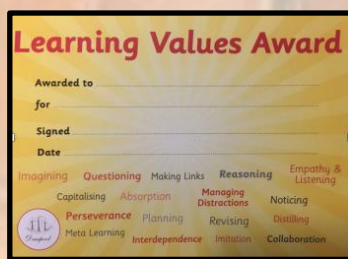 Learning Values Award
Awarded to
for
Signed
Date
Imagining Questioning Making Links Reasoning Empathy & Listening
Capitalising Absorption Managing Distractions Noticing
Perseverance Planning Revising Distilling
Meta Learning Interdependence Imitation Collaboration